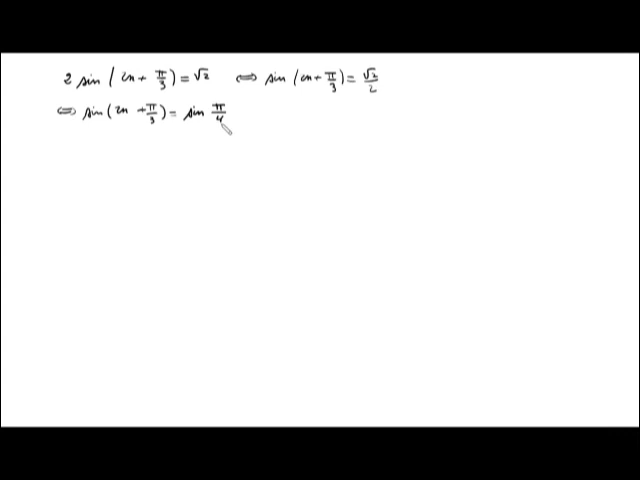 2 sin(2x + π/3) = √2 ⟺ sin(2x + π/3) = √2/2
⟺ sin(2x + π/3) = sin π/4